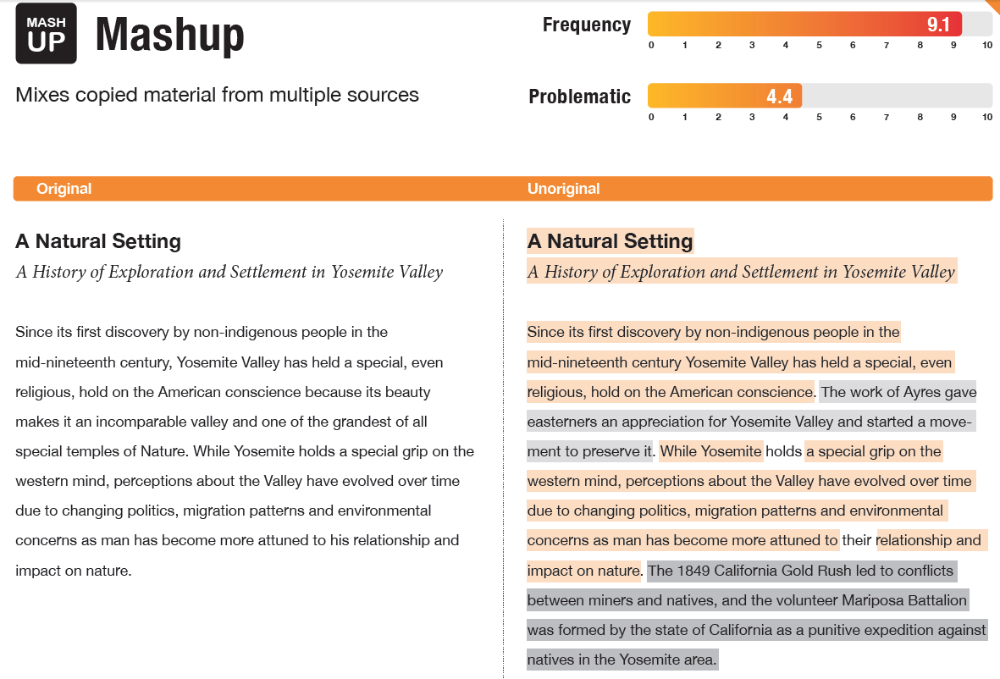 MASH
UP
Mashup
Mixes copied material from multiple sources
Frequency
9.1
0 1 2 3 4 5 6 7 8 9 10
Problematic
4.4
0 1 2 3 4 5 6 7 8 9 10
Original
Unoriginal
A Natural Setting
A History of Exploration and Settlement in Yosemite Valley
Since its first discovery by non-indigenous people in the
mid-nineteenth century, Yosemite Valley has held a special, even
religious, hold on the American conscience because its beauty
makes it an incomparable valley and one of the grandest of all
special temples of Nature. While Yosemite holds a special grip on the
western mind, perceptions about the Valley have evolved over time
due to changing politics, migration patterns and environmental
concerns as man has become more attuned to his relationship and
impact on nature.
A Natural Setting
A History of Exploration and Settlement in Yosemite Valley
Since its first discovery by non-indigenous people in the
mid-nineteenth century Yosemite Valley has held a special, even
religious, hold on the American conscience. The work of Ayres gave
easterners an appreciation for Yosemite Valley and started a move-
ment to preserve it. While Yosemite holds a special grip on the
western mind, perceptions about the Valley have evolved over time
due to changing politics, migration patterns and environmental
concerns as man has become more attuned to their relationship and
impact on nature. The 1849 California Gold Rush led to conflicts
between miners and natives, and the volunteer Mariposa Battalion
was formed by the state of California as a punitive expedition against
natives in the Yosemite area.